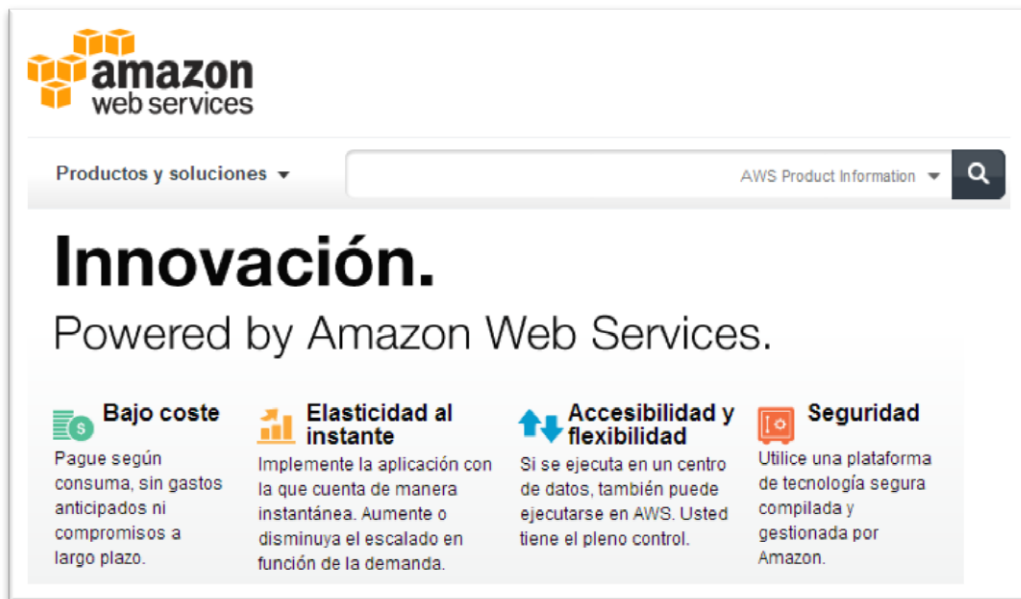 amazon
web services
Productos y soluciones
AWS Product Information
Innovación.
Powered by Amazon Web Services.
Bajo coste
Pague según
consuma, sin gastos
anticipados ni
compromisos a
largo plazo.
Elasticidad al
instante
Implemente la aplicación con
la que cuenta de manera
instantánea. Aumente o
disminuya el escalado en
función de la demanda.
Accesibilidad y
flexibilidad
Si se ejecuta en un centro
de datos, también puede
ejecutarse en AWS. Usted
tiene el pleno control.
Seguridad
Utilice una plataforma
de tecnología segura
compilada y
gestionada por
Amazon.